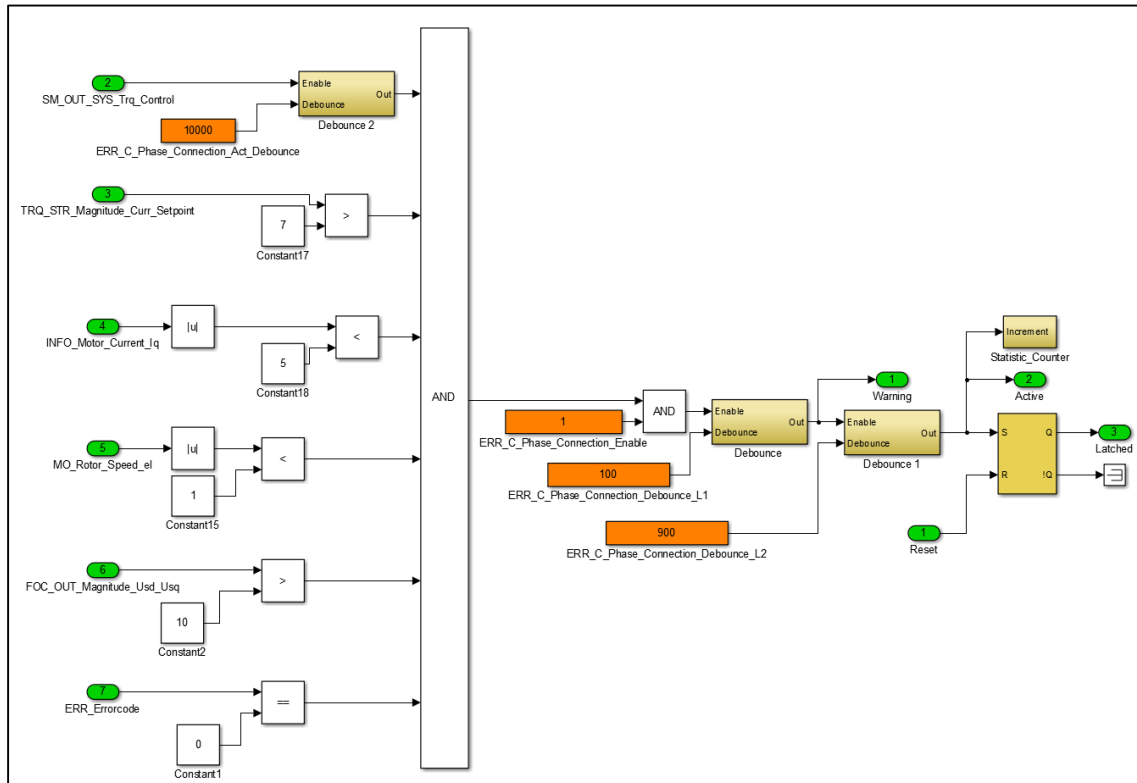 2
SM_OUT_SYS_Trq_Control
Enable
Debounce
Out
Debounce 2
10000
ERR_C_Phase_Connection_Act_Debounce
3
TRQ_STR_Magnitude_Curr_Setpoint
>
7
Constant17
4
INFO_Motor_Current_Iq
|u|
<
5
Constant18
5
MO_Rotor_Speed_el
|u|
<
1
Constant15
6
FOC_OUT_Magnitude_Usd_Usq
>
10
Constant2
7
ERR_Errorcode
==
0
Constant1
AND
1
ERR_C_Phase_Connection_Enable
AND
100
ERR_C_Phase_Connection_Debounce_L1
Enable
Debounce
Out
Debounce
900
ERR_C_Phase_Connection_Debounce_L2
1
Warning
Enable
Debounce
Out
Debounce 1
Increment
Statistic_Counter
2
Active
S
Q
R
!Q
3
Latched
1
Reset